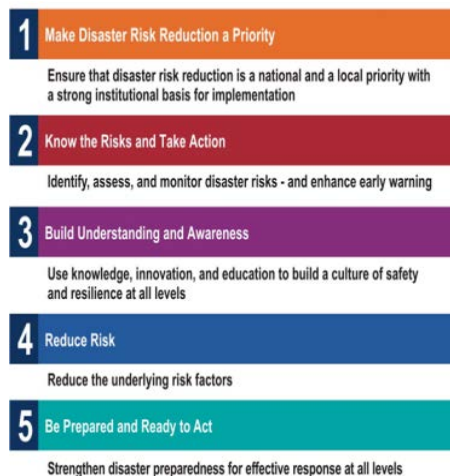 1 Make Disaster Risk Reduction a Priority
Ensure that disaster risk reduction is a national and a local priority with
a strong institutional basis for implementation
2 Know the Risks and Take Action
Identify, assess, and monitor disaster risks - and enhance early warning
3 Build Understanding and Awareness
Use knowledge, innovation, and education to build a culture of safety
and resilience at all levels
4 Reduce Risk
Reduce the underlying risk factors
5 Be Prepared and Ready to Act
Strengthen disaster preparedness for effective response at all levels